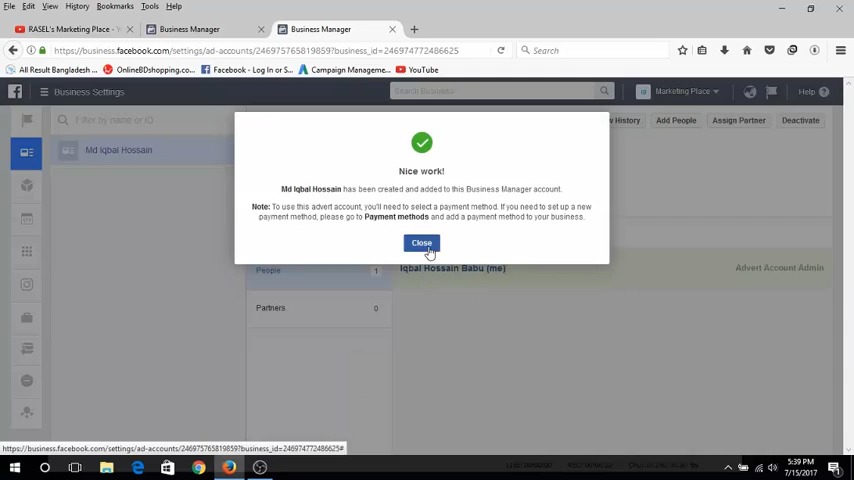 File Edit View History Bookmarks Tools Help
RASEL's Marketing Place
Business Manager
Business Manager
https://business.facebook.com/settings/ad-accounts/246975765819859?business_id=246974772486625
Search
All Result Bangladesh ...
OnlineBDshopping.co...
Facebook - Log In or S...
Campaign Manageme...
YouTube
Business Settings
Search Business
Marketing Place
Help
Filter by name or ID
History
Add People
Assign Partner
Deactivate
Md Iqbal Hossain
Nice work!
Md Iqbal Hossain has been created and added to this Business Manager account.
Note: To use this advert account, you'll need to select a payment method. If you need to set up a new
payment method, please go to Payment methods and add a payment method to your business.
Close
People 1
Iqbal Hossain Babu (me)
Advert Account Admin
Partners 0
https://business.facebook.com/settings/ad-accounts/246975765819859?business_id=246974772486625#
5:39 PM
7/15/2017